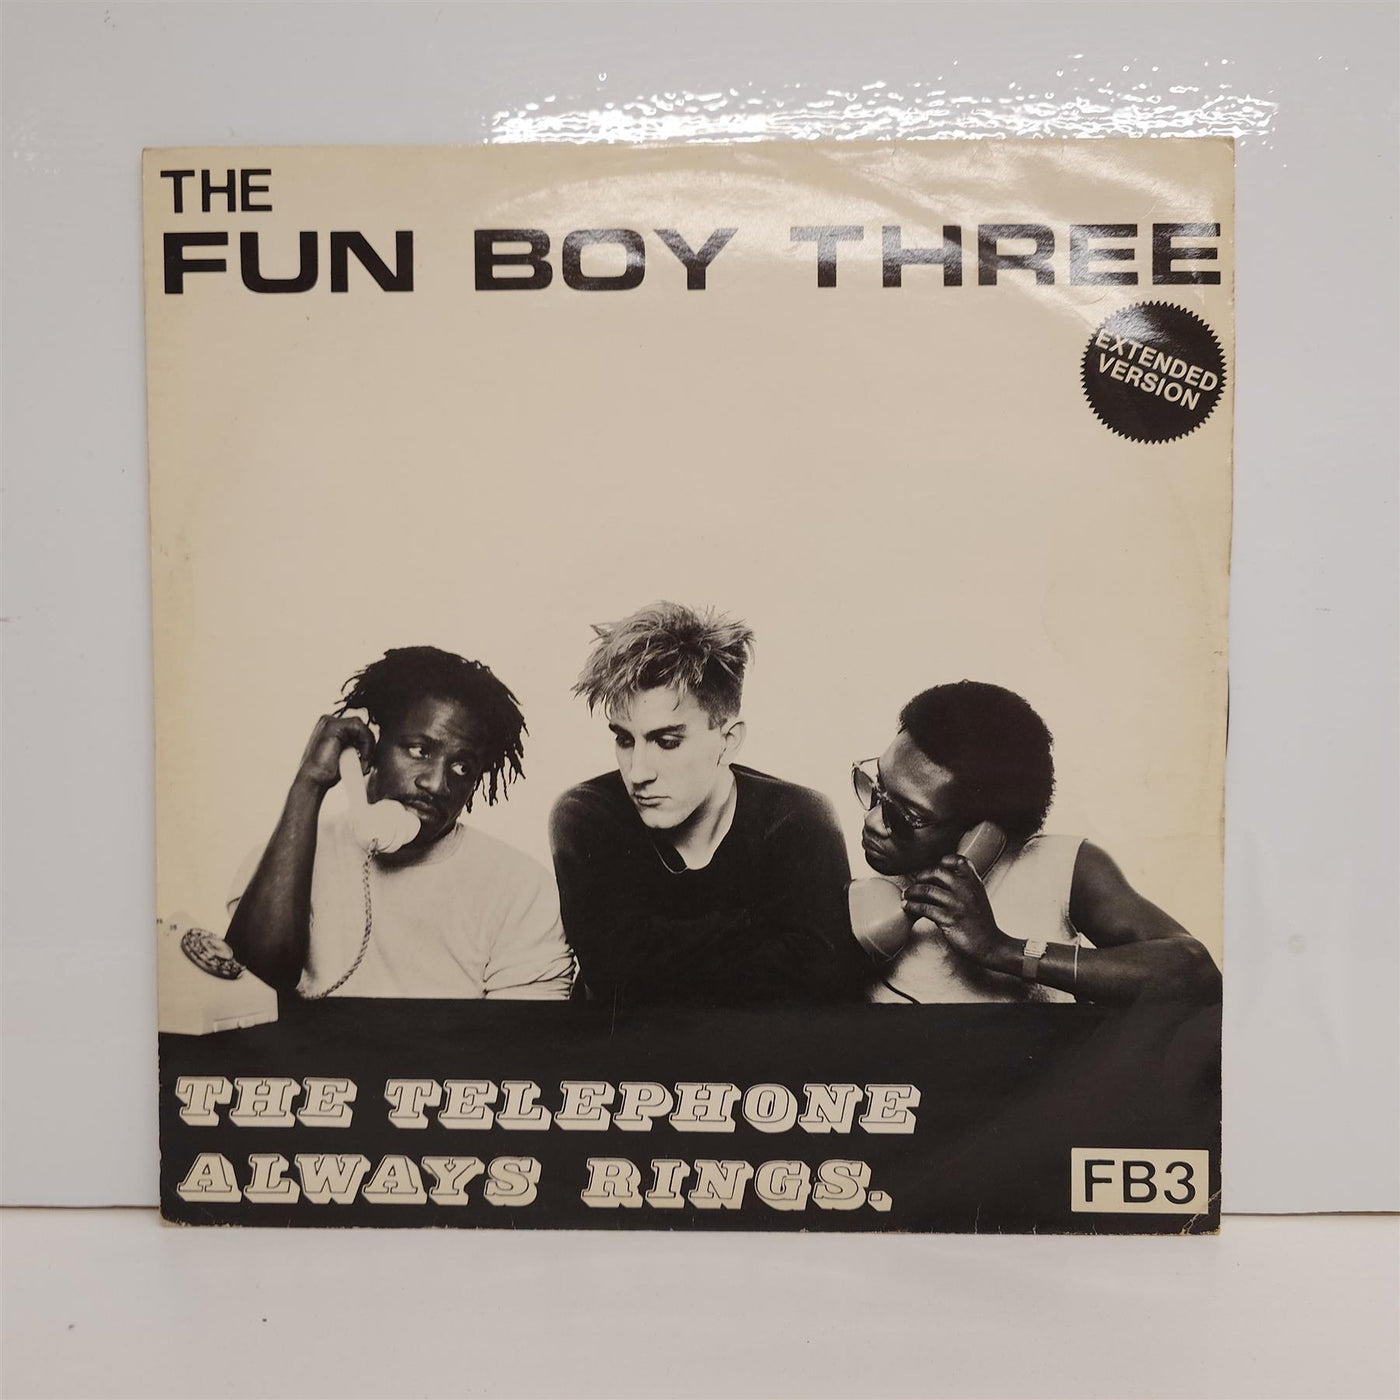 THE
FUN BOY THREE
EXTENDED
VERSION
THE TELEPHONE
ALWAYS RINGS.
FB3